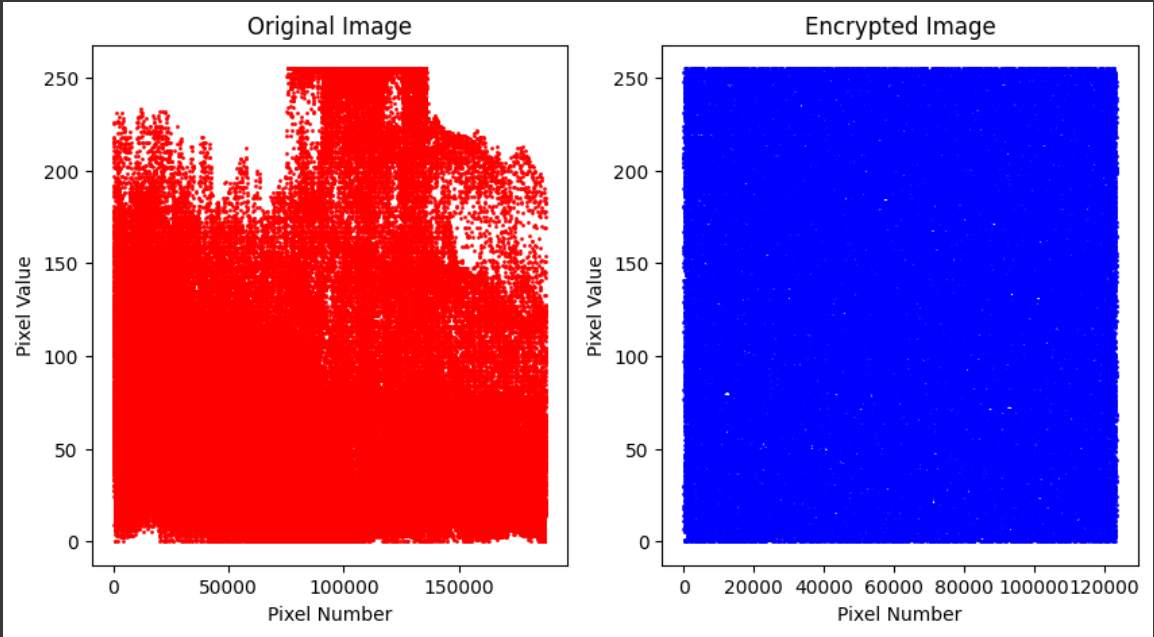 Original Image
250
200
150
100
50
0
Pixel Value
0 50000 100000 150000
Pixel Number
Encrypted Image
250
200
150
100
50
0
Pixel Value
0 20000 40000 60000 80000 100000 120000
Pixel Number